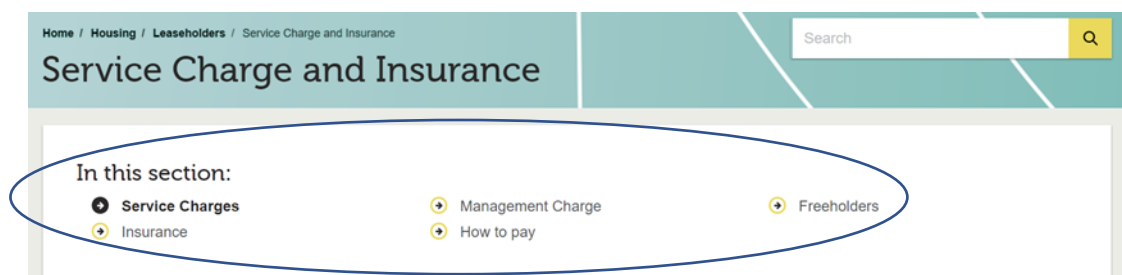 Home / Housing / Leaseholders / Service Charge and Insurance
Search
Service Charge and Insurance
In this section:
Service Charges
Management Charge
Freeholders
Insurance
How to pay